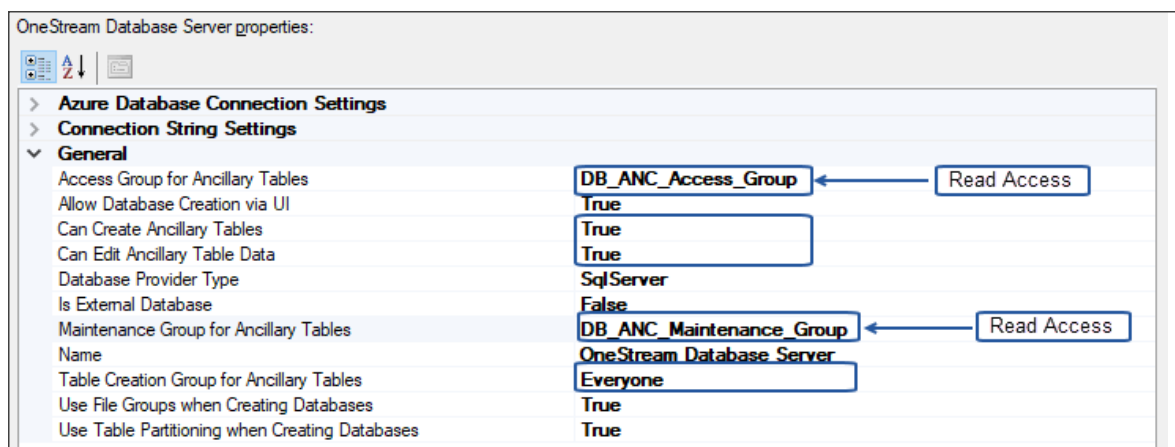 OneStream Database Server properties:
A Z
Azure Database Connection Settings
Connection String Settings
General
Access Group for Ancillary Tables DB_ANC_Access_Group Read Access
Allow Database Creation via UI True
Can Create Ancillary Tables True
Can Edit Ancillary Table Data True
Database Provider Type SqlServer
Is External Database False
Maintenance Group for Ancillary Tables DB_ANC_Maintenance_Group Read Access
Name OneStream Database Server
Table Creation Group for Ancillary Tables Everyone
Use File Groups when Creating Databases True
Use Table Partitioning when Creating Databases True